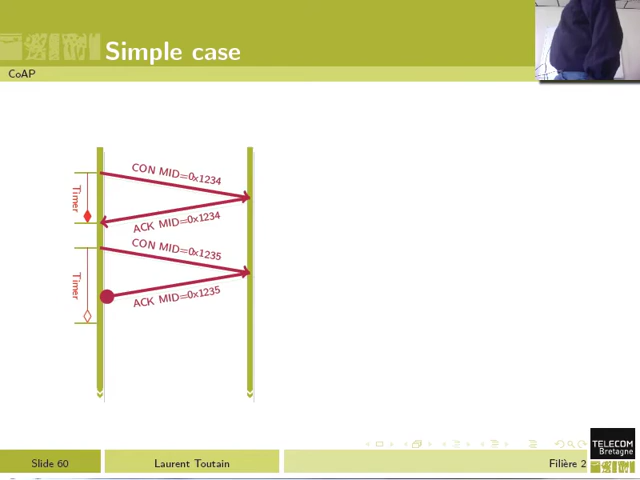 Simple case
CoAP
CON MID=0x1234
Timer
ACK MID=0x1234
CON MID=0x1235
Timer
ACK MID=0x1235
TELECOM
Bretagne
Slide 60
Laurent Toutain
Filière 2